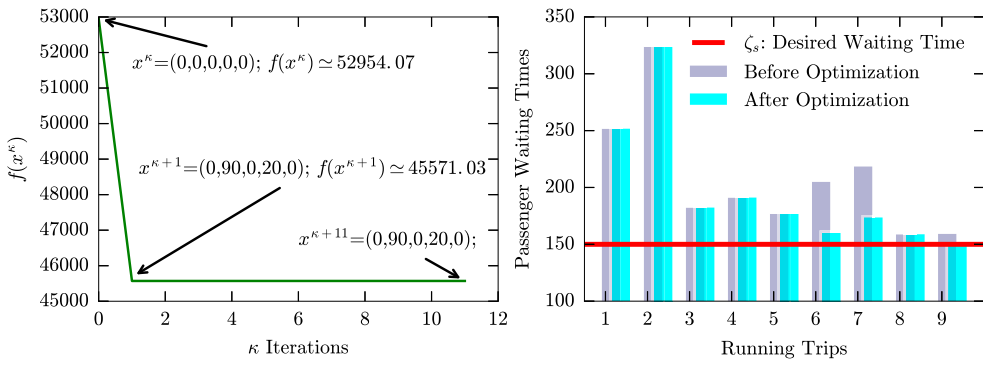 53000
52000
51000
50000
49000
48000
47000
46000
45000
f(x^κ)
x^κ=(0,0,0,0,0); f(x^κ)≃52954.07
x^{κ+1}=(0,90,0,20,0); f(x^{κ+1})≃45571.03
x^{κ+11}=(0,90,0,20,0);
0 2 4 6 8 10 12
κ Iterations
350
300
250
200
150
100
Passenger Waiting Times
ζ_s: Desired Waiting Time
Before Optimization
After Optimization
1 2 3 4 5 6 7 8 9
Running Trips